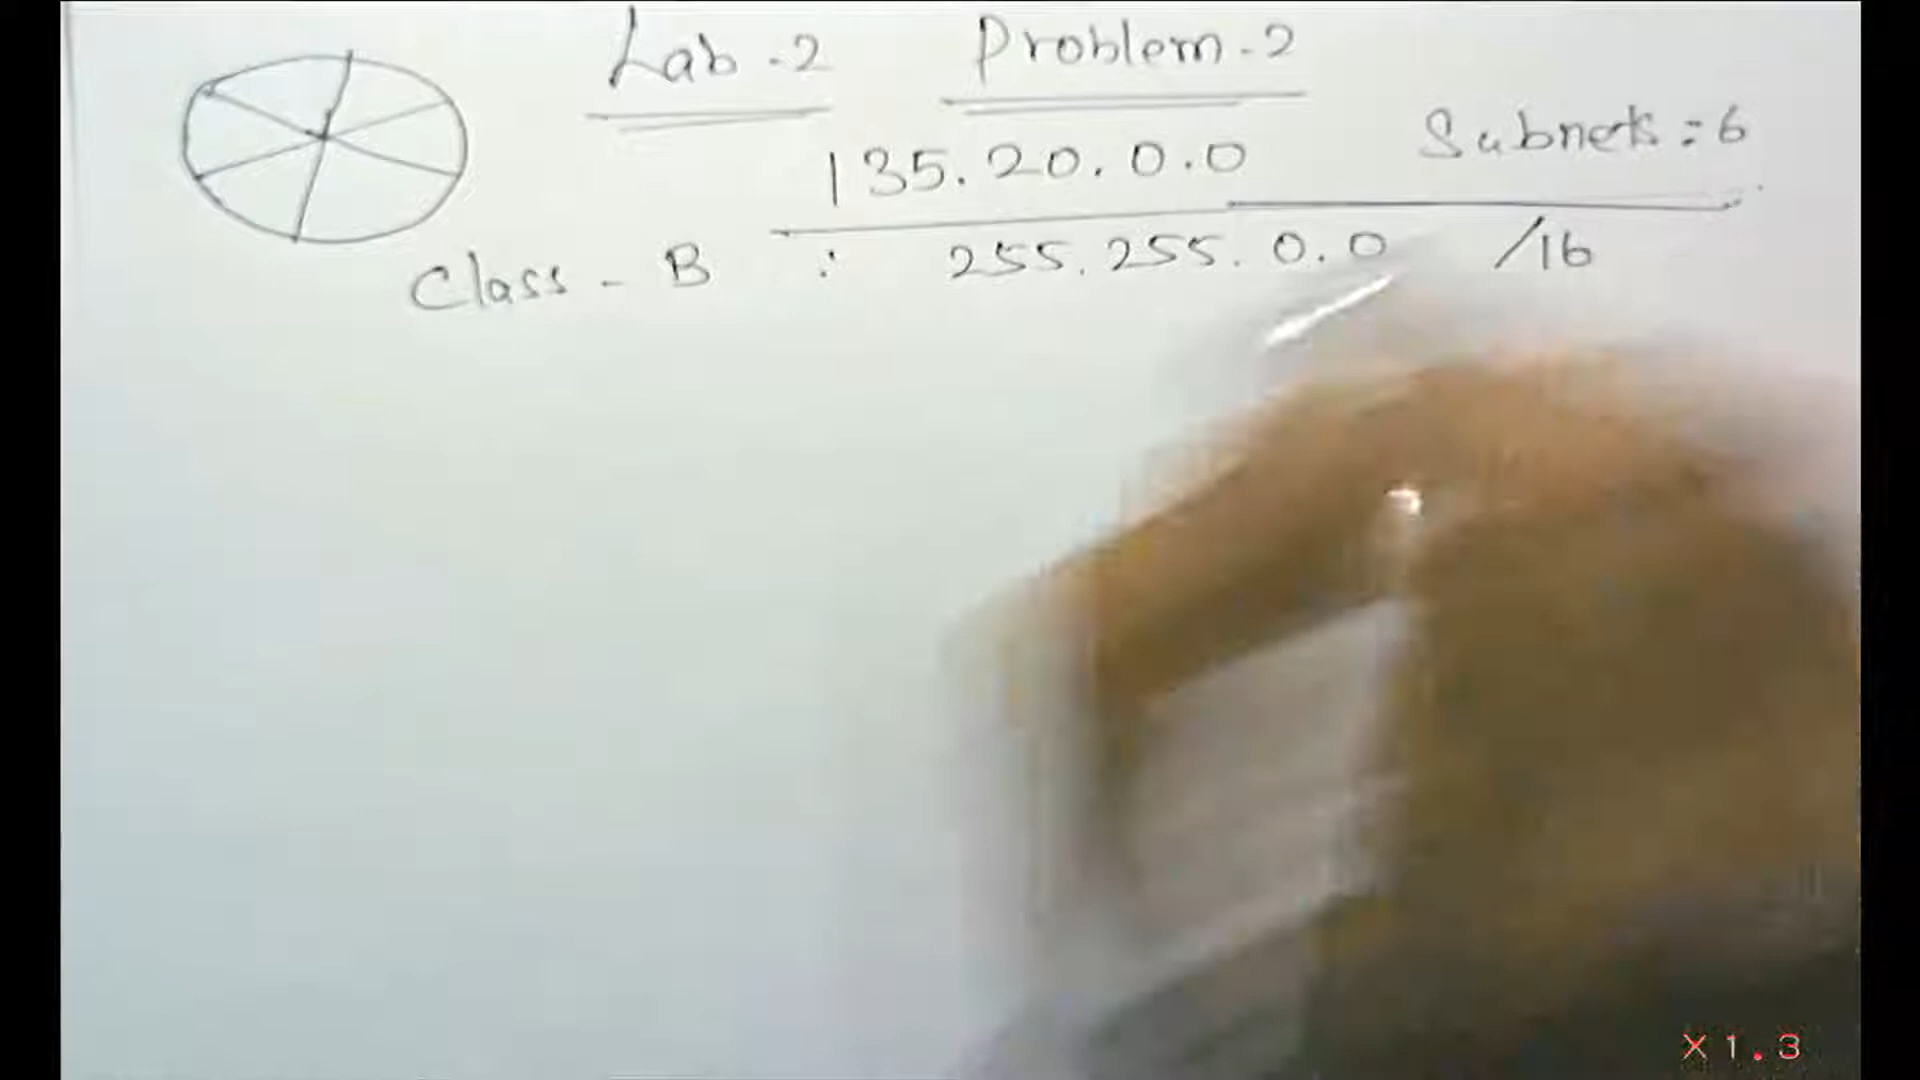 Lab - 2 Problem - 2
135.20.0.0 Subnets : 6
Class - B : 255.255.0.0 /16
X1.3